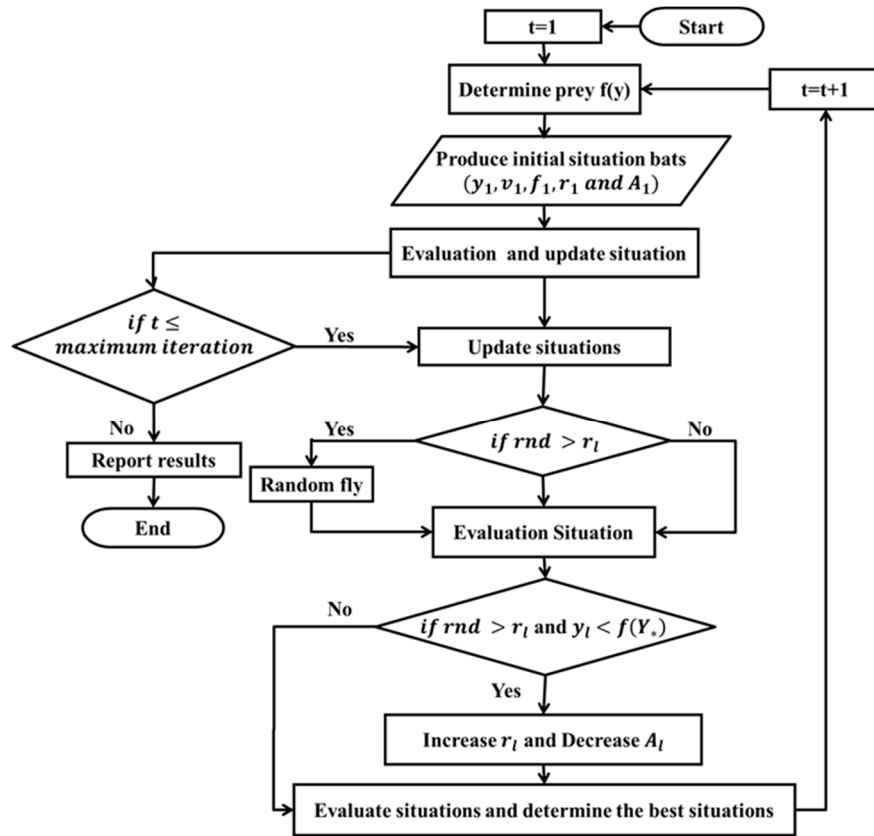 t=1
Start
Determine prey f(y)
t=t+1
Produce initial situation bats
(y₁, v₁, f₁, r₁ and A₁)
Evaluation and update situation
if t ≤
maximum iteration
Yes
Update situations
No
Report results
End
Yes
if rnd > rₗ
No
Random fly
Evaluation Situation
No
if rnd > rₗ and yₗ < f(Y₎)
Yes
Increase rₗ and Decrease Aₗ
Evaluate situations and determine the best situations